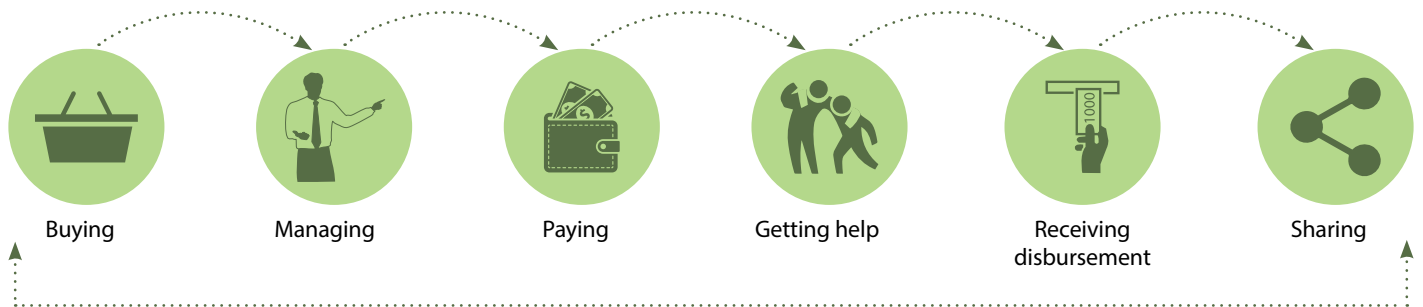 1000
Buying
Managing
Paying
Getting help
Receiving
disbursement
Sharing